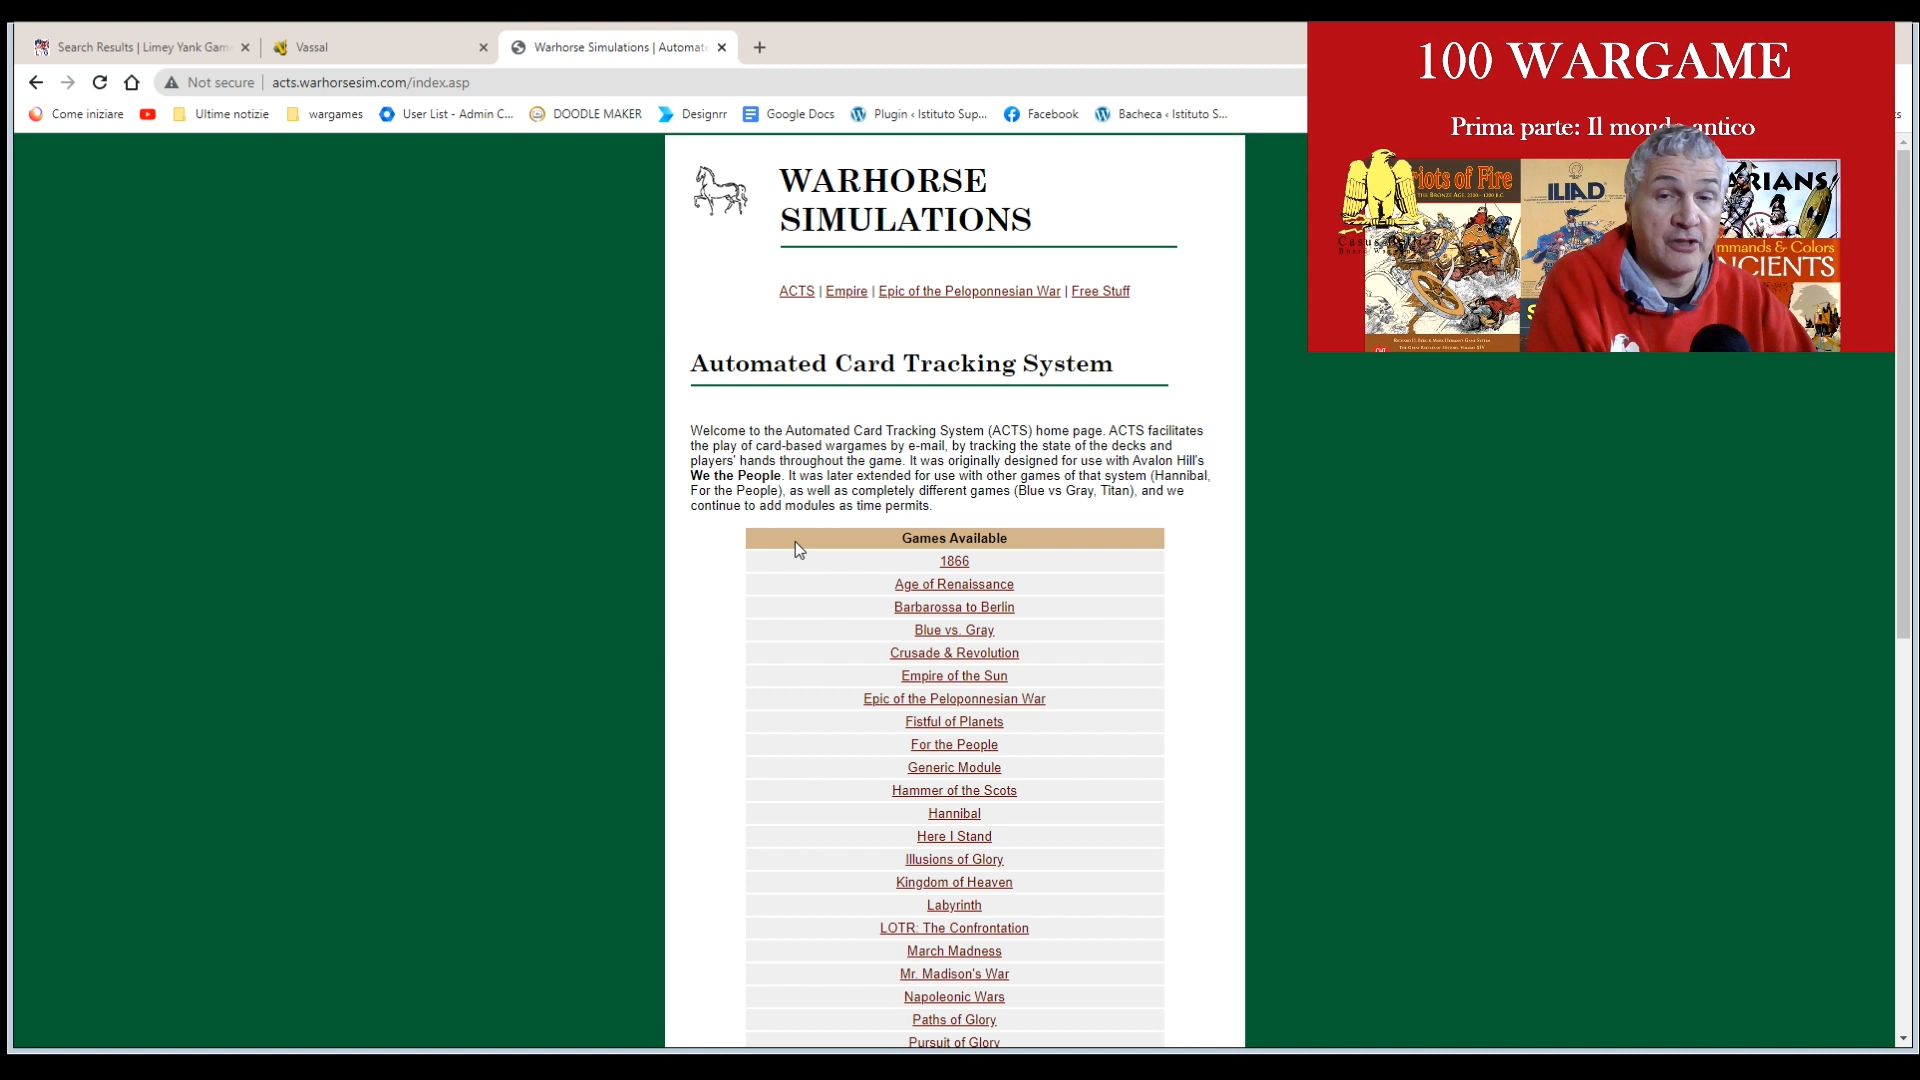 Search Results | Limey Yank Gam
Vassal
Warhorse Simulations | Automat
Not secure
acts.warhorsesim.com/index.asp
Come iniziare
Ultime notizie
wargames
User List - Admin C...
DOODLE MAKER
Designrr
Google Docs
Plugin ‹ Istituto Sup...
Facebook
Bacheca ‹ Istituto S...
WARHORSE
SIMULATIONS
ACTS | Empire | Epic of the Peloponnesian War | Free Stuff
Automated Card Tracking System
Welcome to the Automated Card Tracking System (ACTS) home page. ACTS facilitates
the play of card-based wargames by e-mail, by tracking the state of the decks and
players' hands throughout the game. It was originally designed for use with Avalon Hill's
We the People. It was later extended for use with other games of that system (Hannibal,
For the People), as well as completely different games (Blue vs Gray, Titan), and we
continue to add modules as time permits.
Games Available
1866
Age of Renaissance
Barbarossa to Berlin
Blue vs. Gray
Crusade & Revolution
Empire of the Sun
Epic of the Peloponnesian War
Fistful of Planets
For the People
Generic Module
Hammer of the Scots
Hannibal
Here I Stand
Illusions of Glory
Kingdom of Heaven
Labyrinth
LOTR: The Confrontation
March Madness
Mr. Madison's War
Napoleonic Wars
Paths of Glory
Pursuit of Glory
100 WARGAME
Prima parte: Il mondo antico
riots of Fire
ILIAD
RIANS
mmands & Colors
NCIENTS